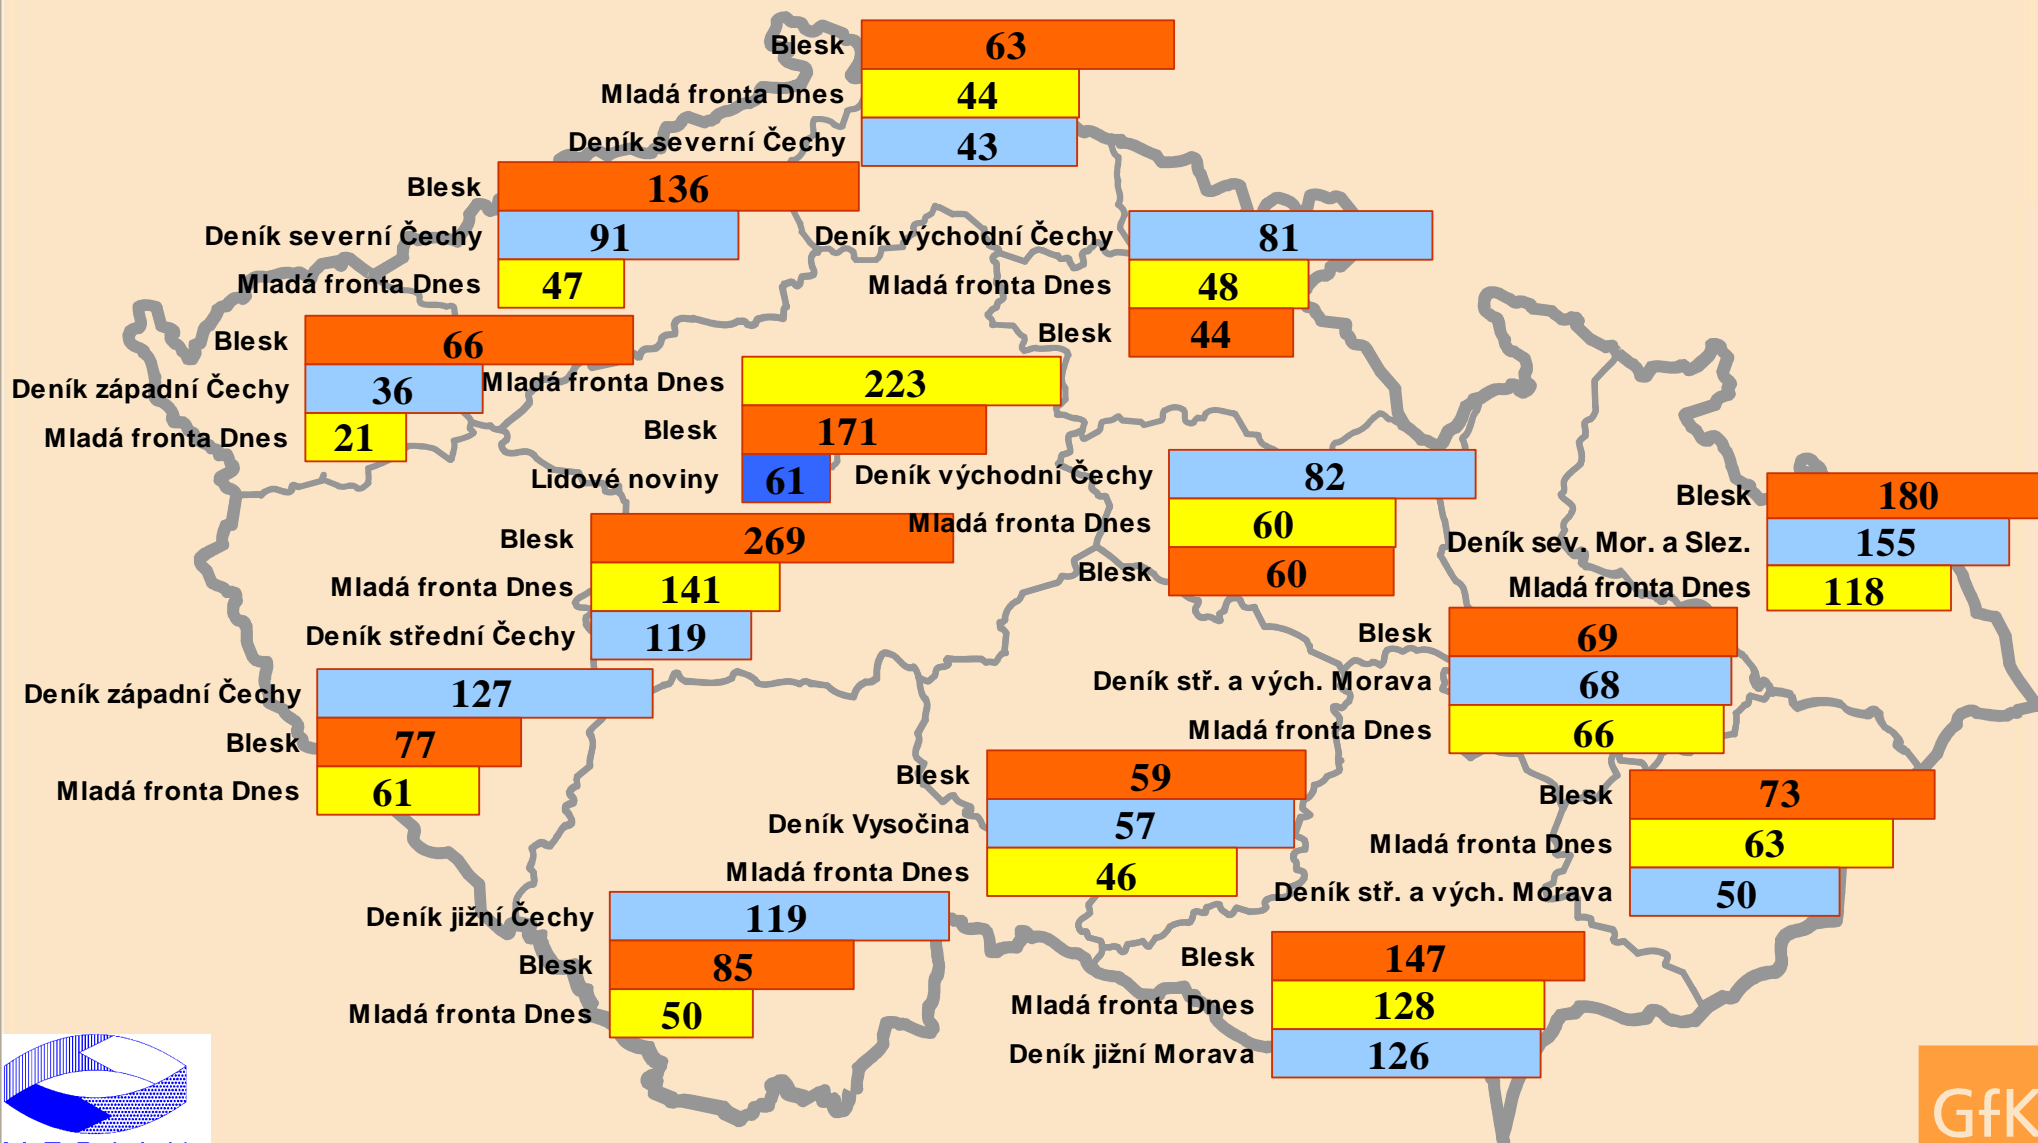 Blesk 63
Mladá fronta Dnes 44
Deník severní Čechy 43
Blesk 136
Deník severní Čechy 91
Mladá fronta Dnes 47
Deník východní Čechy 81
Mladá fronta Dnes 48
Blesk 44
Blesk 66
Deník západní Čechy 36
Mladá fronta Dnes 21
Mladá fronta Dnes 223
Blesk 171
Lidové noviny 61
Deník východní Čechy 82
Mladá fronta Dnes 60
Blesk 60
Blesk 180
Deník sev. Mor. a Slez. 155
Mladá fronta Dnes 118
Blesk 269
Mladá fronta Dnes 141
Deník střední Čechy 119
Blesk 69
Deník stř. a vých. Morava 68
Mladá fronta Dnes 66
Deník západní Čechy 127
Blesk 77
Mladá fronta Dnes 61
Blesk 59
Deník Vysočina 57
Mladá fronta Dnes 46
Blesk 73
Mladá fronta Dnes 63
Deník stř. a vých. Morava 50
Deník jižní Čechy 119
Blesk 85
Mladá fronta Dnes 50
Blesk 147
Mladá fronta Dnes 128
Deník jižní Morava 126
GfK